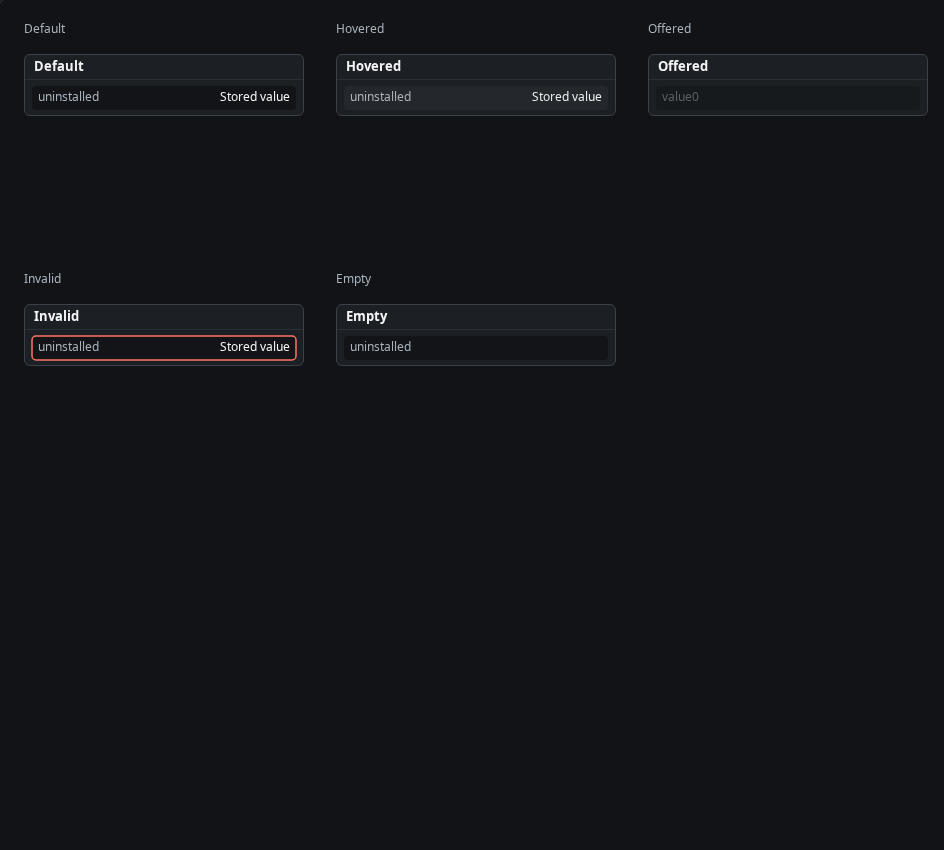 Default
Hovered
Offered
Default
Hovered
Offered
uninstalled Stored value
uninstalled Stored value
value0
Invalid
Empty
Invalid
Empty
uninstalled Stored value
uninstalled